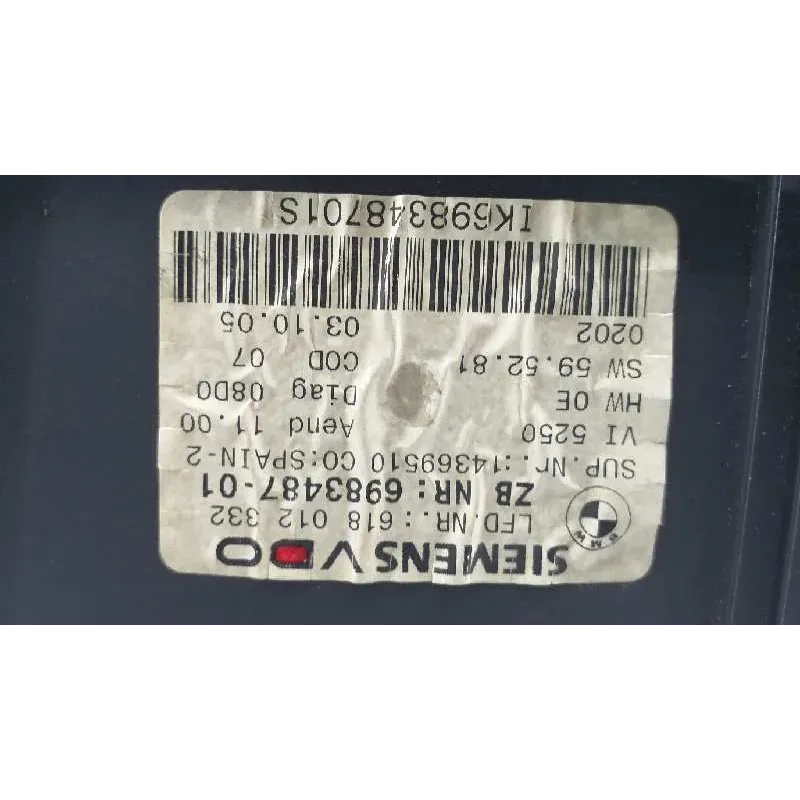 SIEMENS VDO
LFD.NR.: 618 012 332
BMW
ZB NR: 6983487-01
SUP.Nr.:14369510 CO:SPAIN-2
VI 5250 Aend 11.00
HW 0E Diag 08D0
SW 59.52.81 COD 07
0202 03.10.05
IK698348701S